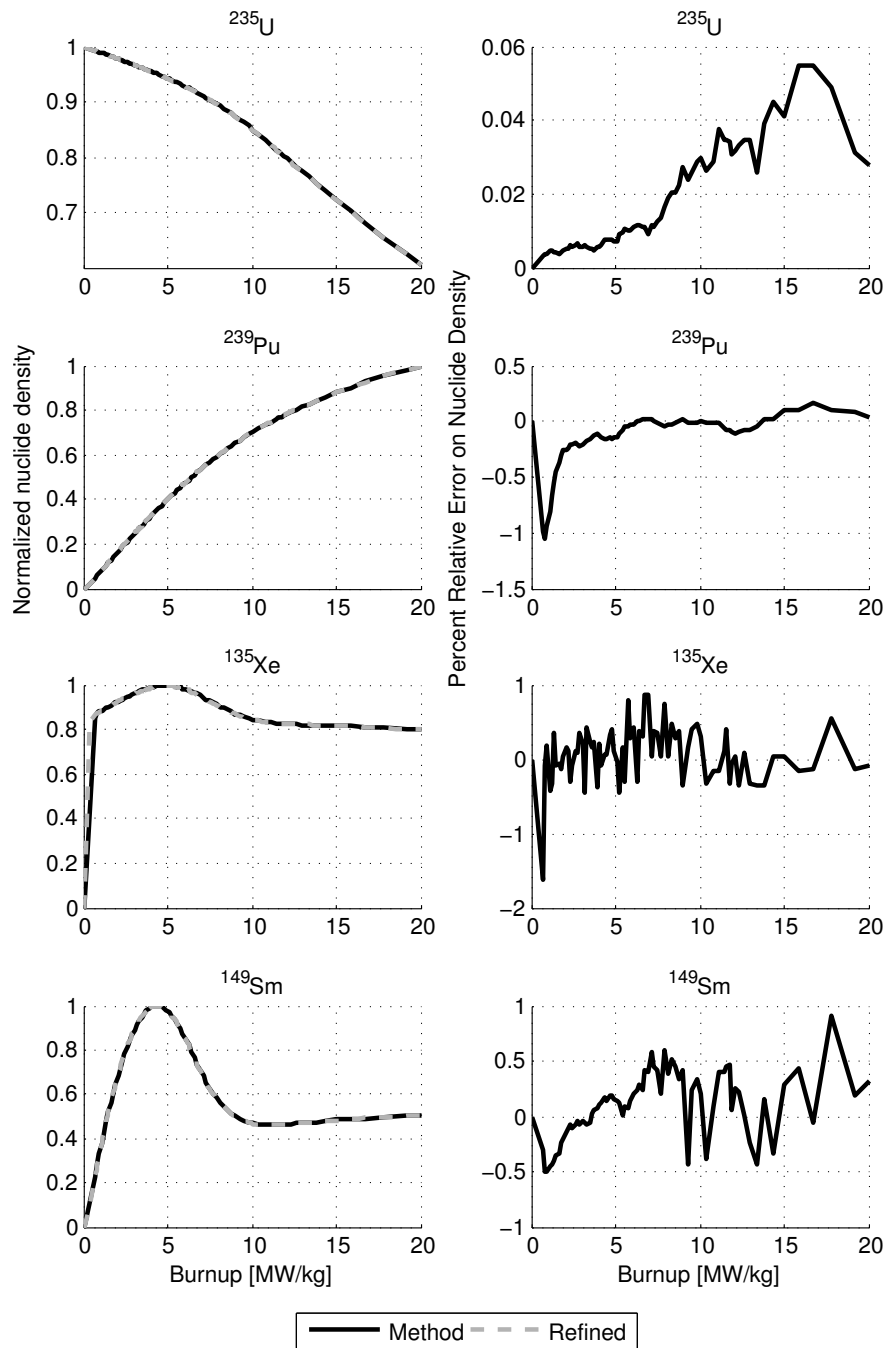 235U
1
0.9
0.8
0.7
0 5 10 15 20
235U
0.06
0.04
0.02
0
0 5 10 15 20
Normalized nuclide density
Percent Relative Error on Nuclide Density
239Pu
1
0.8
0.6
0.4
0.2
0
0 5 10 15 20
239Pu
0.5
0
−0.5
−1
−1.5
0 5 10 15 20
135Xe
1
0.8
0.6
0.4
0.2
0
0 5 10 15 20
135Xe
1
0
−1
−2
0 5 10 15 20
149Sm
1
0.8
0.6
0.4
0.2
0
0 5 10 15 20
Burnup [MW/kg]
149Sm
1
0.5
0
−0.5
−1
0 5 10 15 20
Burnup [MW/kg]
Method Refined